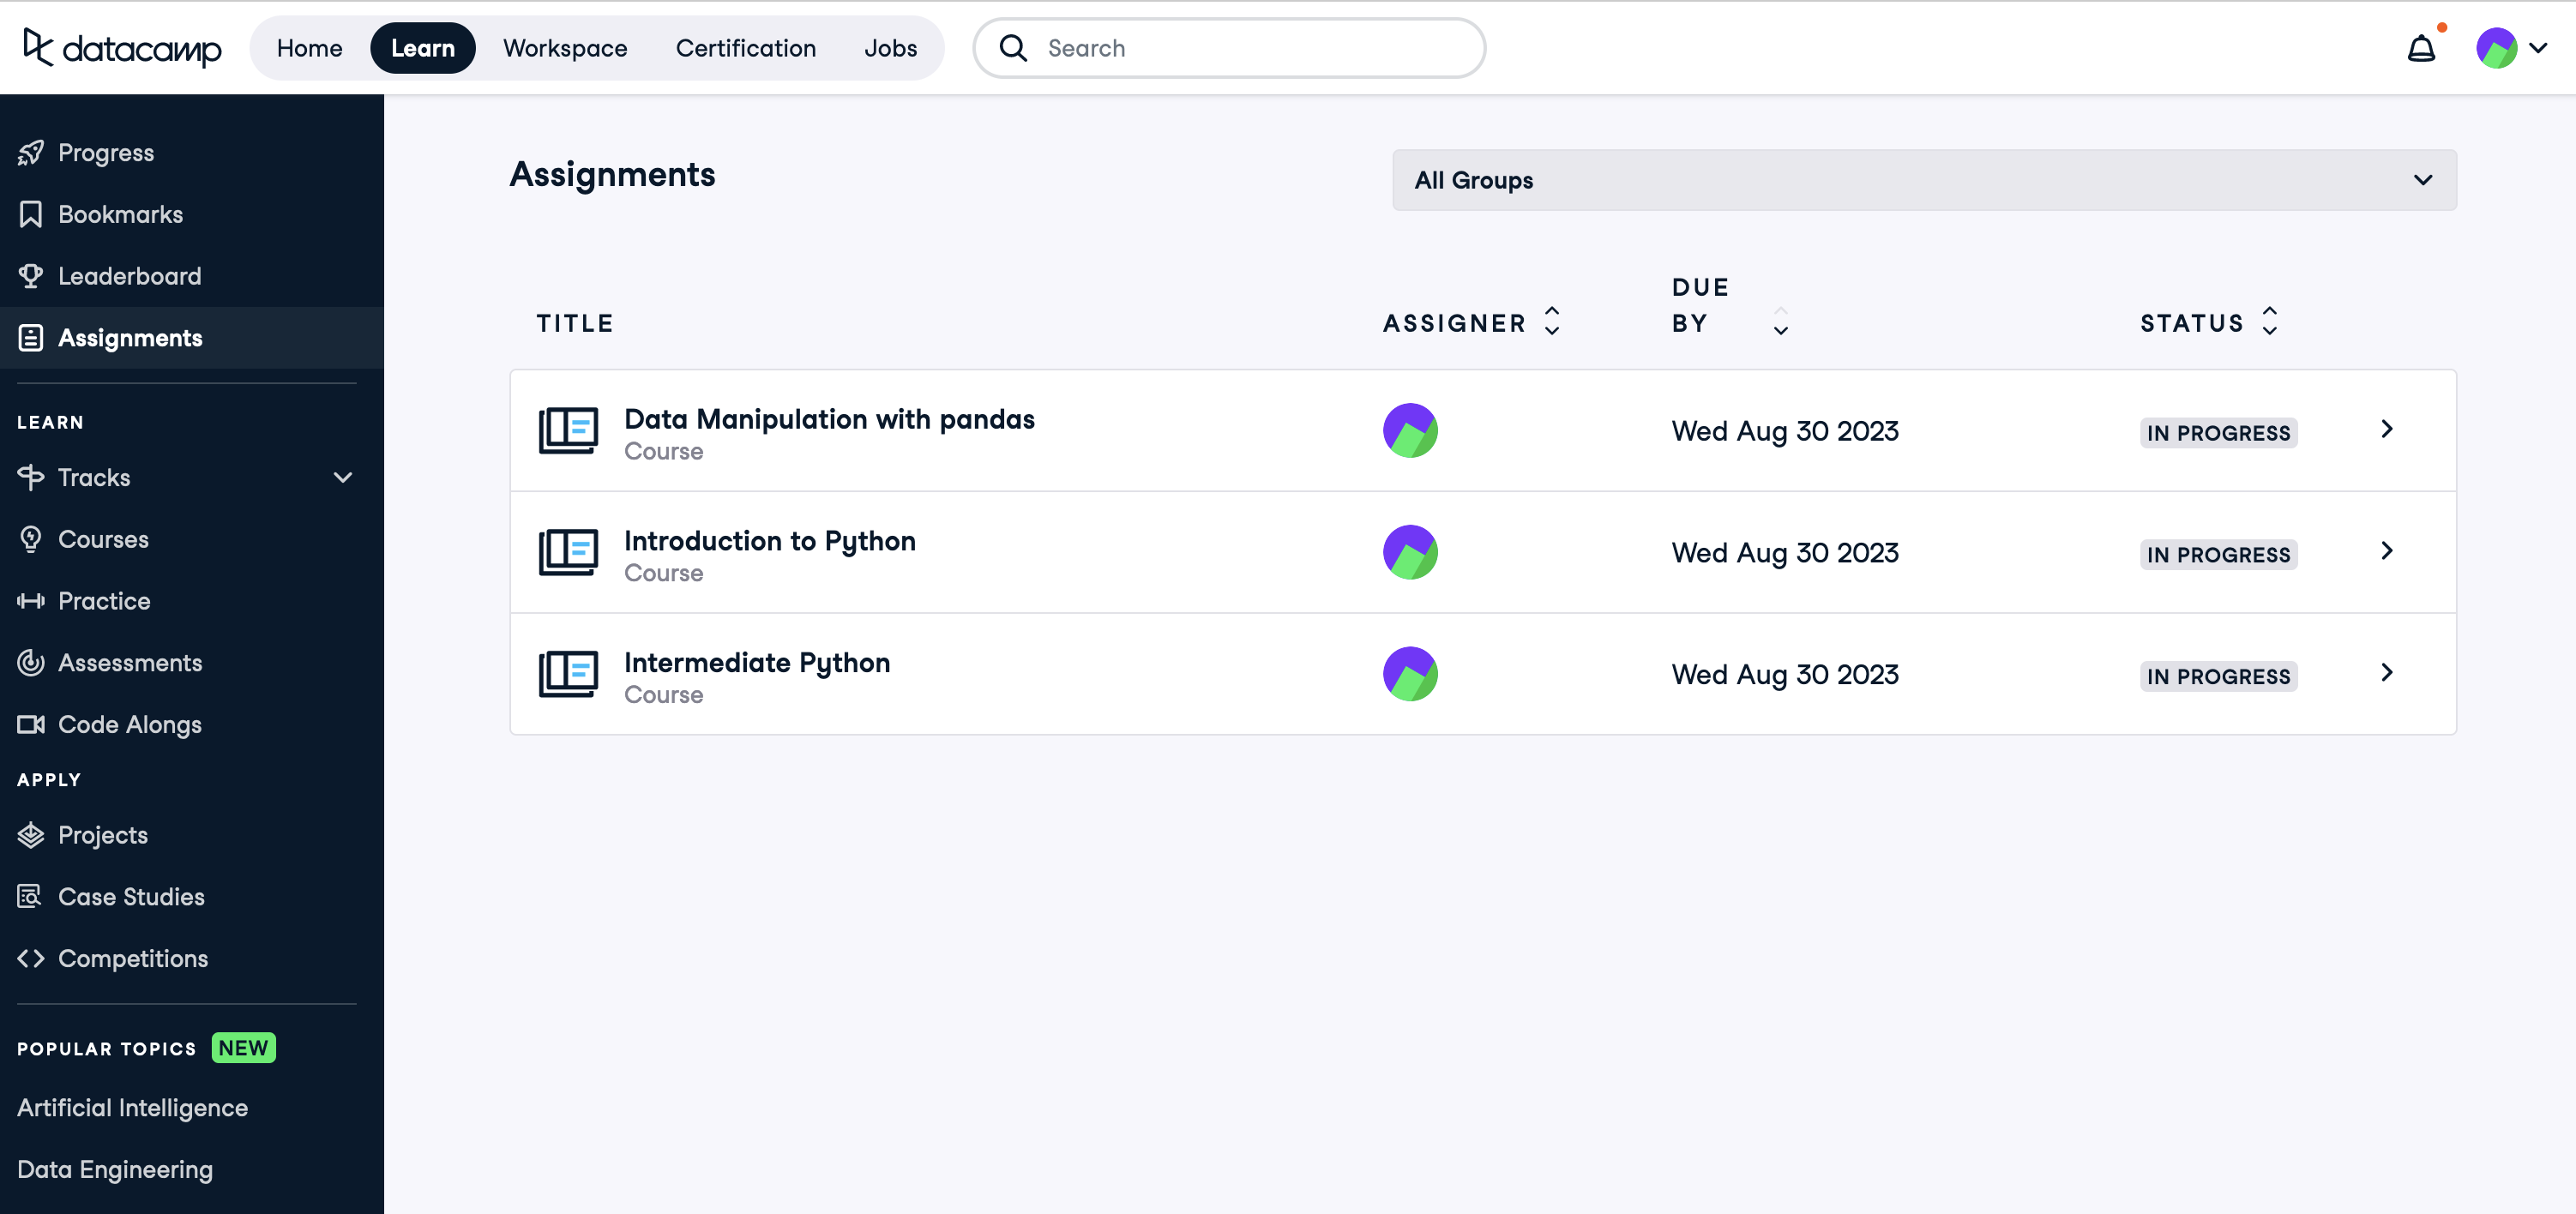 datacamp
Home Learn Workspace Certification Jobs
Search
Progress
Bookmarks
Leaderboard
Assignments
LEARN
Tracks
Courses
Practice
Assessments
Code Alongs
APPLY
Projects
Case Studies
Competitions
POPULAR TOPICS NEW
Artificial Intelligence
Data Engineering
Assignments
All Groups
TITLE ASSIGNER DUE BY STATUS
Data Manipulation with pandas
Course
Wed Aug 30 2023 IN PROGRESS
Introduction to Python
Course
Wed Aug 30 2023 IN PROGRESS
Intermediate Python
Course
Wed Aug 30 2023 IN PROGRESS